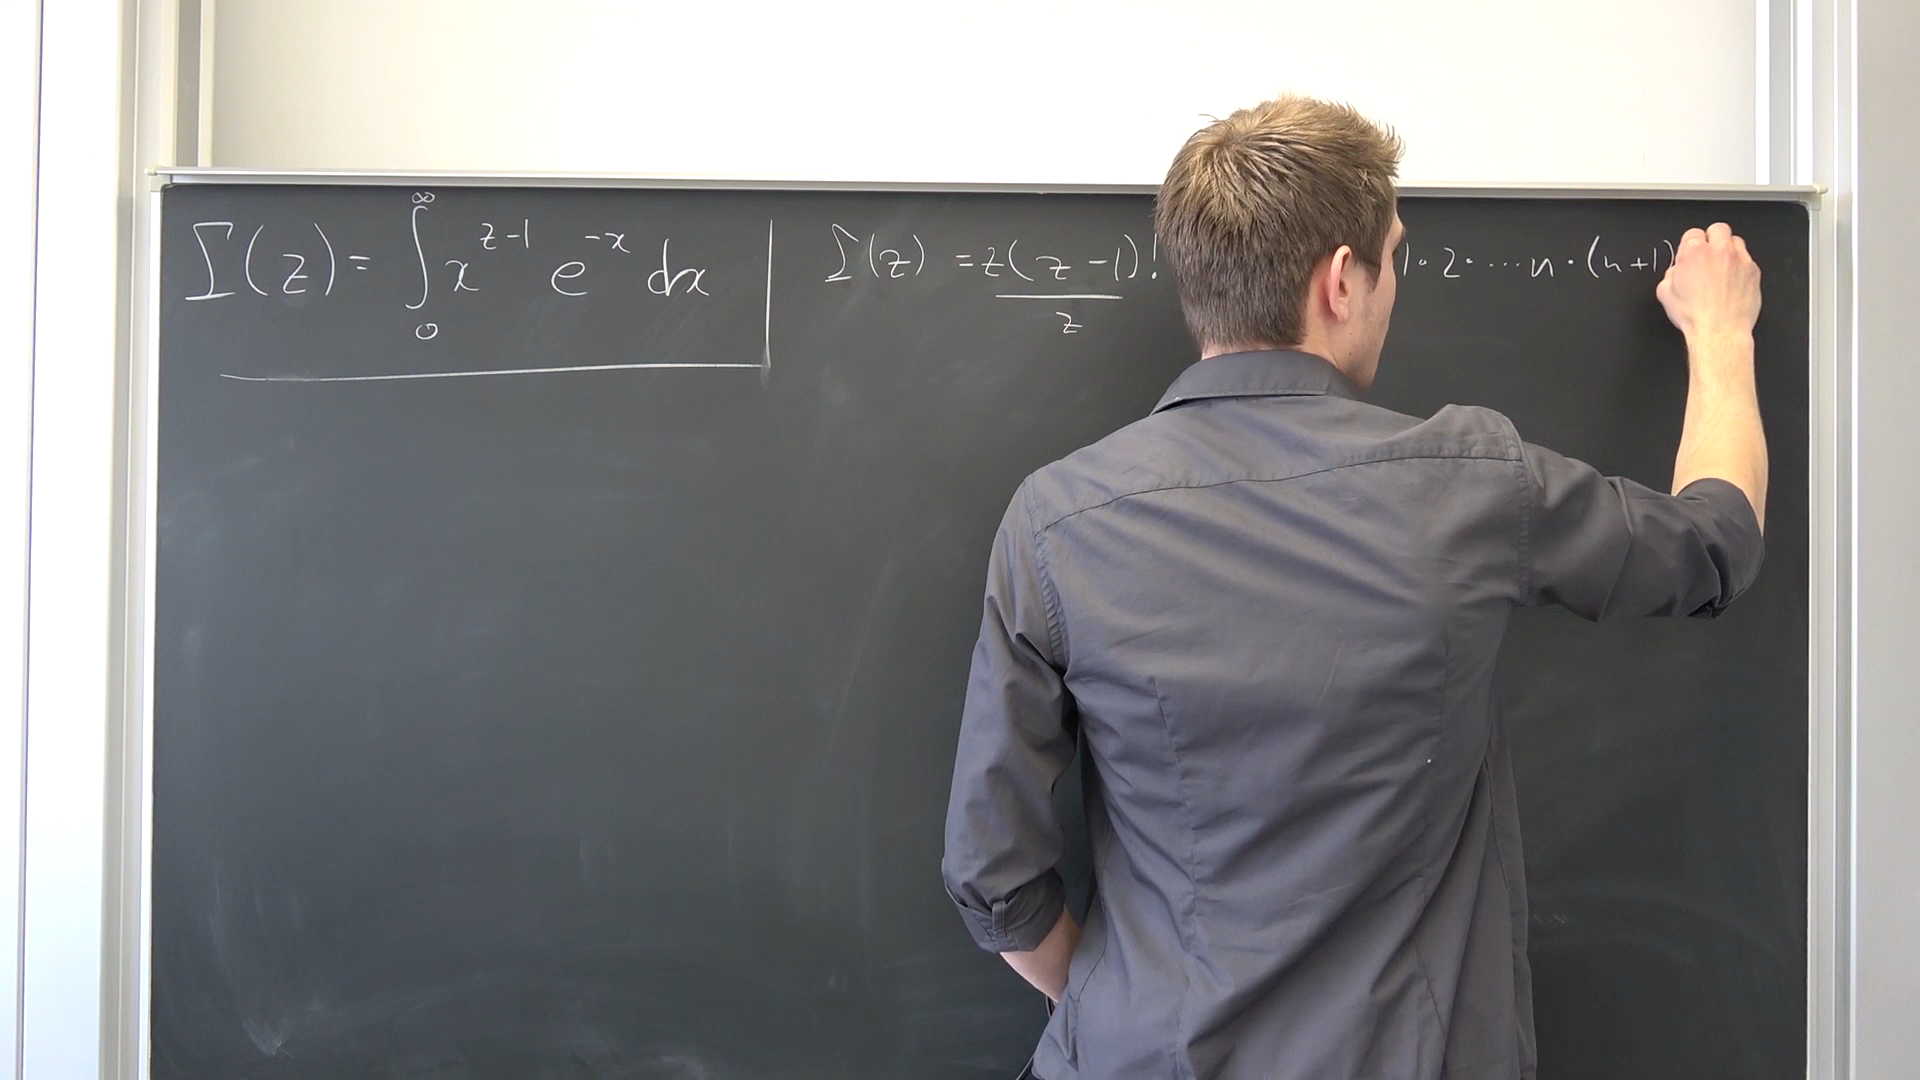 Γ(z) = ∫₀^∞ x^(z-1) e^(-x) dx
Γ(z) = z(z-1)!/z 1·2·...n·(n+1)